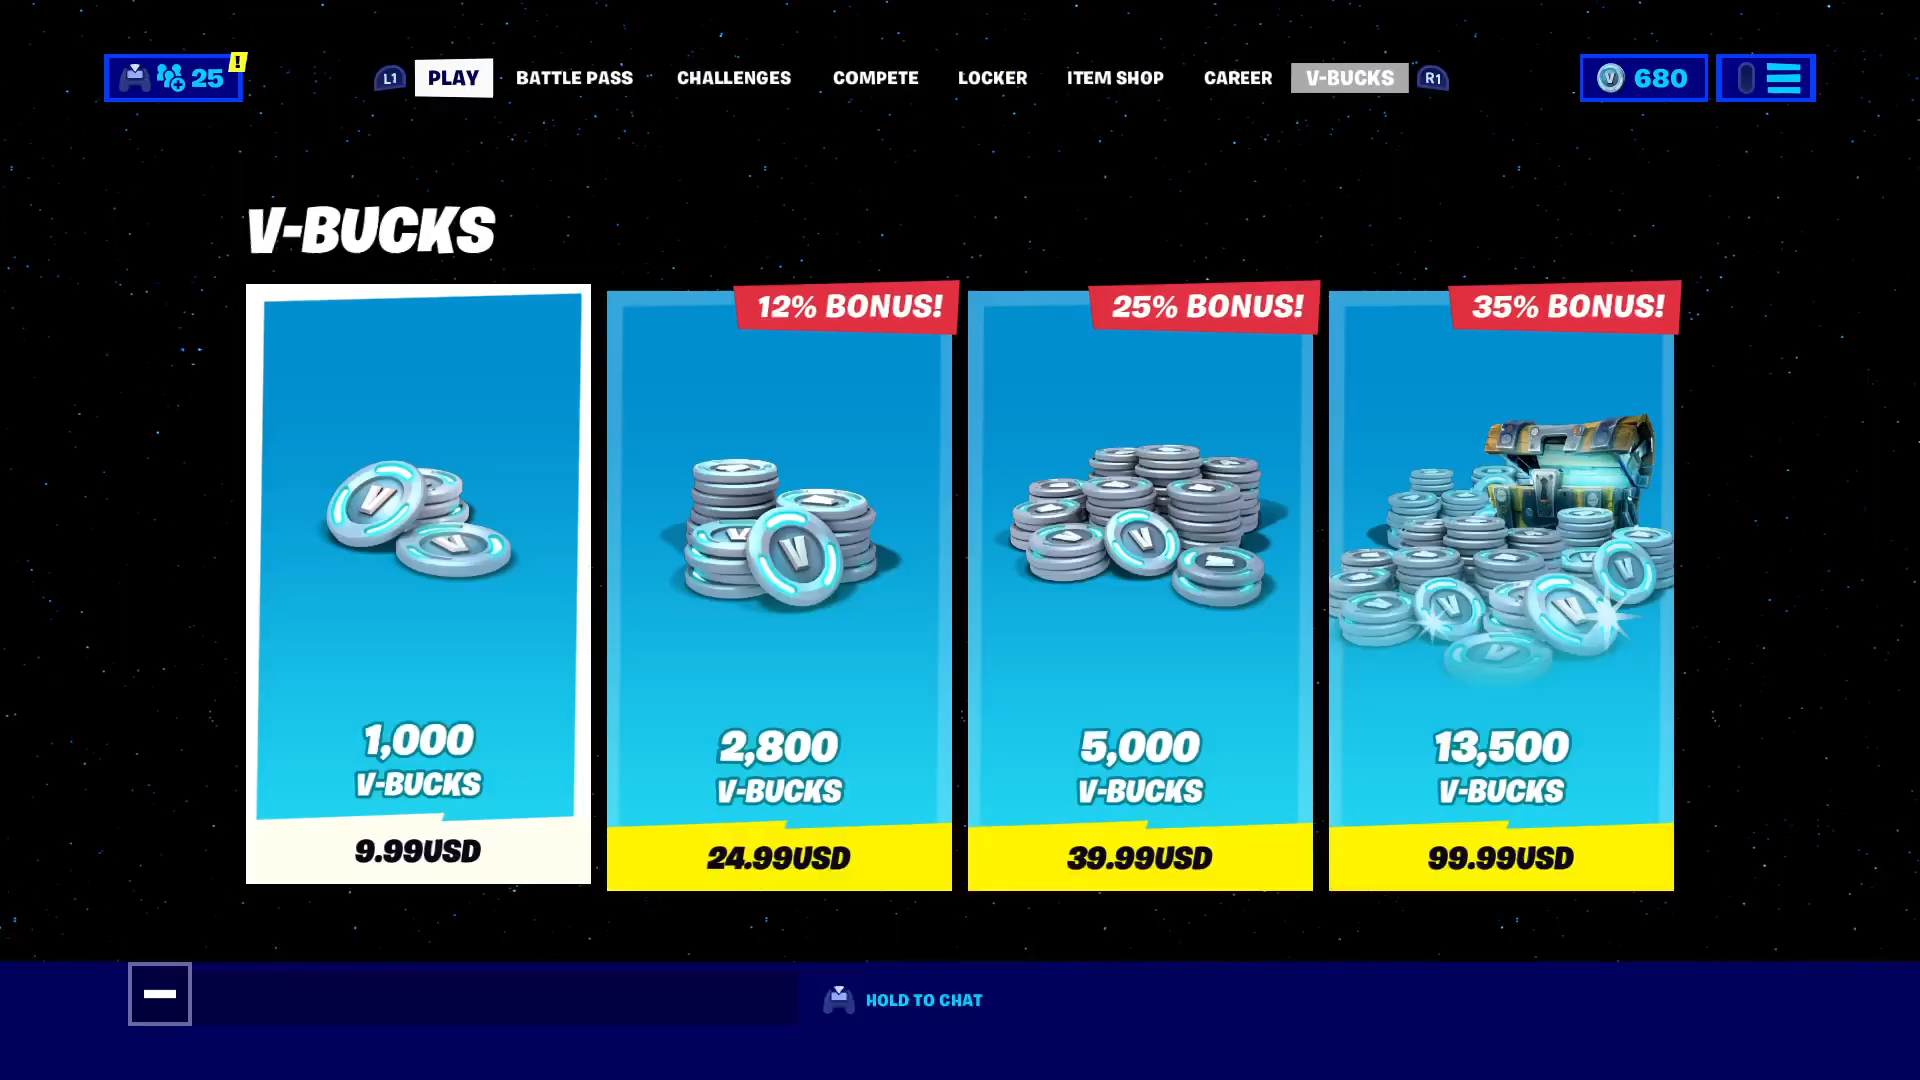 25
!
L1
PLAY
BATTLE PASS
CHALLENGES
COMPETE
LOCKER
ITEM SHOP
CAREER
V-BUCKS
R1
680
V-BUCKS
1,000
V-BUCKS
9.99USD
12% BONUS!
2,800
V-BUCKS
24.99USD
25% BONUS!
5,000
V-BUCKS
39.99USD
35% BONUS!
13,500
V-BUCKS
99.99USD
HOLD TO CHAT